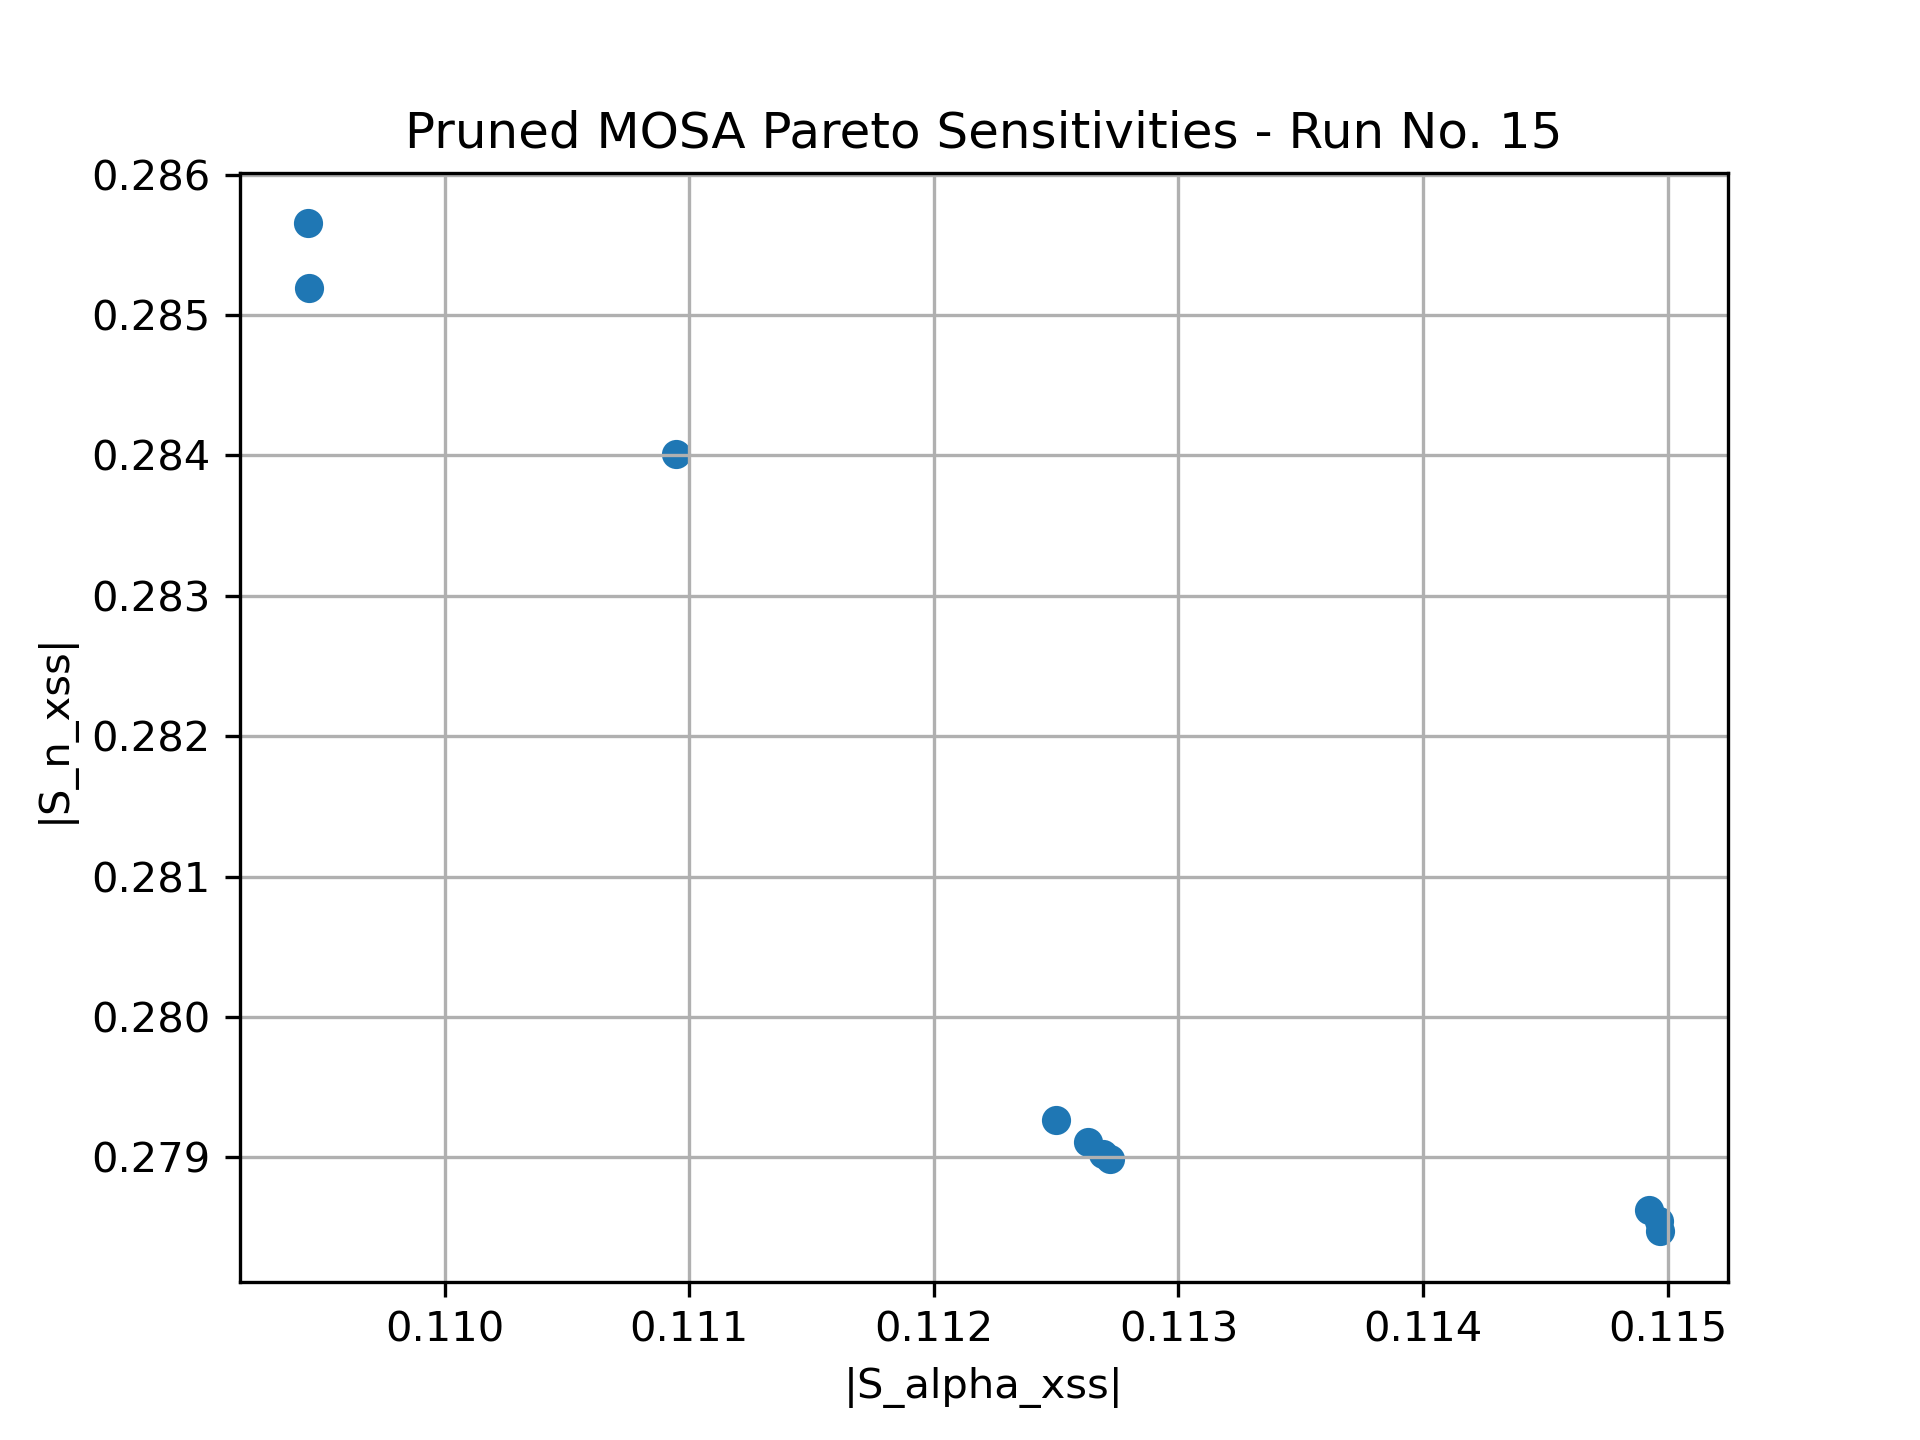 Pruned MOSA Pareto Sensitivities - Run No. 15
0.286
0.285
0.284
0.283
0.282
0.281
0.280
0.279
|S_n_xss|
0.110 0.111 0.112 0.113 0.114 0.115
|S_alpha_xss|